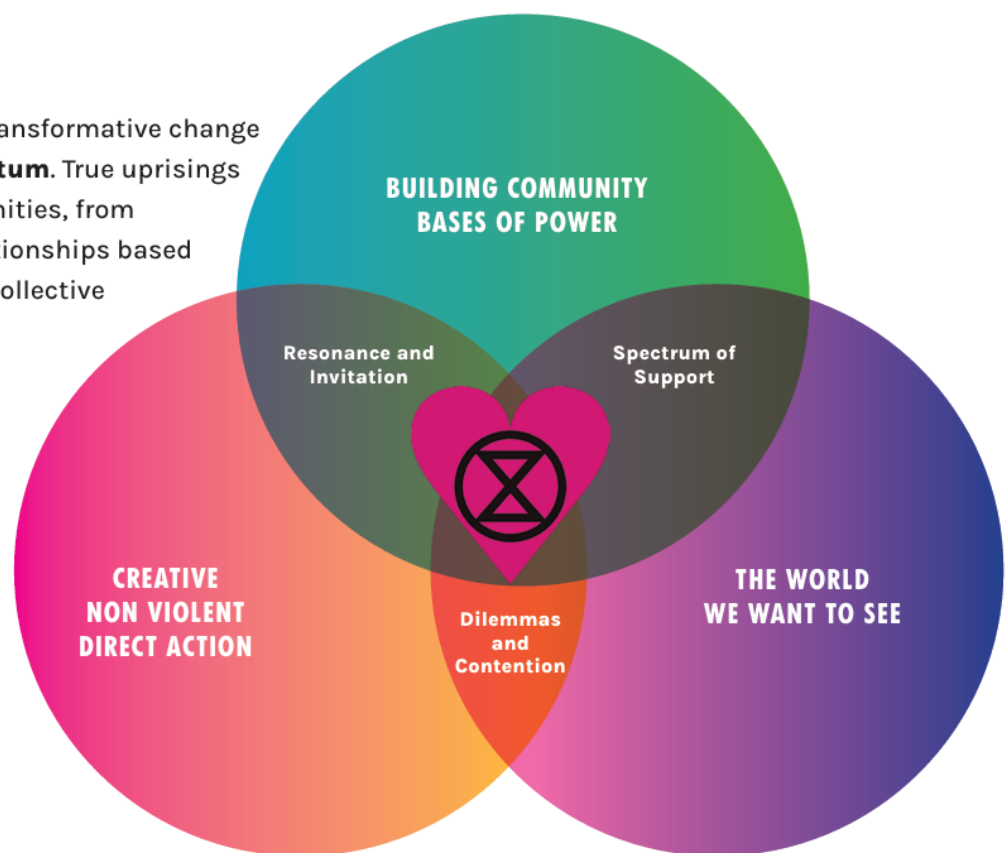 ansformative change
tum. True uprisings
nities, from
tionships based
ollective
BUILDING COMMUNITY
BASES OF POWER
Resonance and
Invitation
Spectrum of
Support
CREATIVE
NON VIOLENT
DIRECT ACTION
THE WORLD
WE WANT TO SEE
Dilemmas
and
Contention